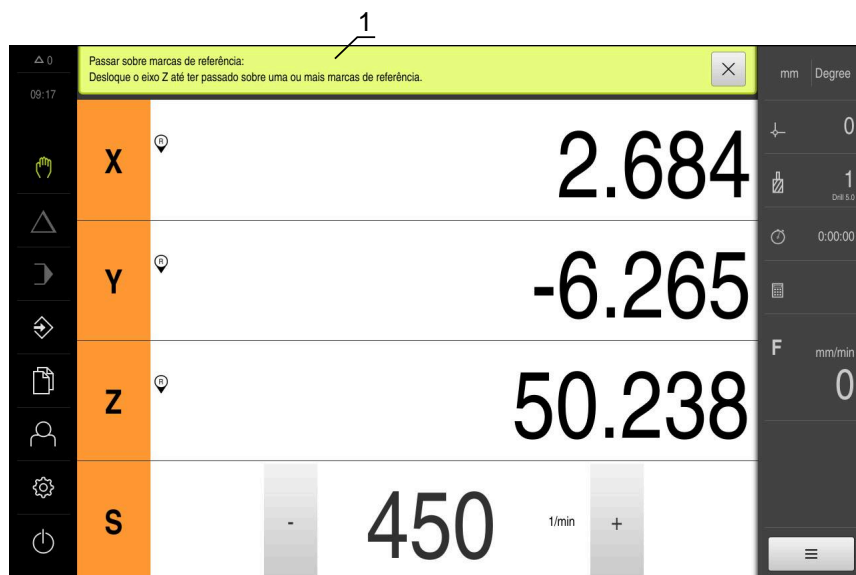 1
0
09:17
Passar sobre marcas de referência:
Desloque o eixo Z até ter passado sobre uma ou mais marcas de referência.
mm Degree
X R 2.684
Y R -6.265
Z R 50.238
S - 450 1/min +
0
1
Drill 5.0
0:00:00
F mm/min
0